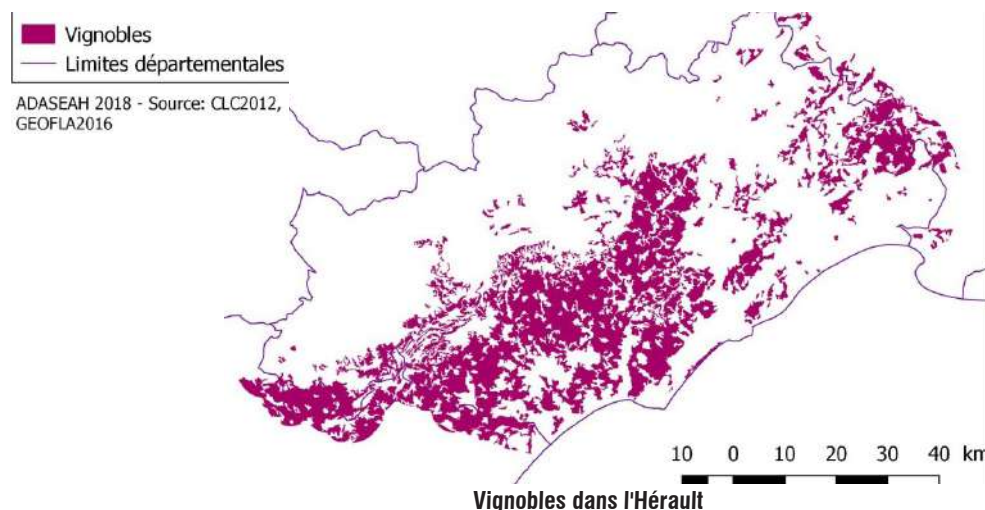 Vignobles
Limites départementales
ADASEAH 2018 - Source: CLC2012,
GEOFLA2016
10 0 10 20 30 40 km
Vignobles dans l'Hérault